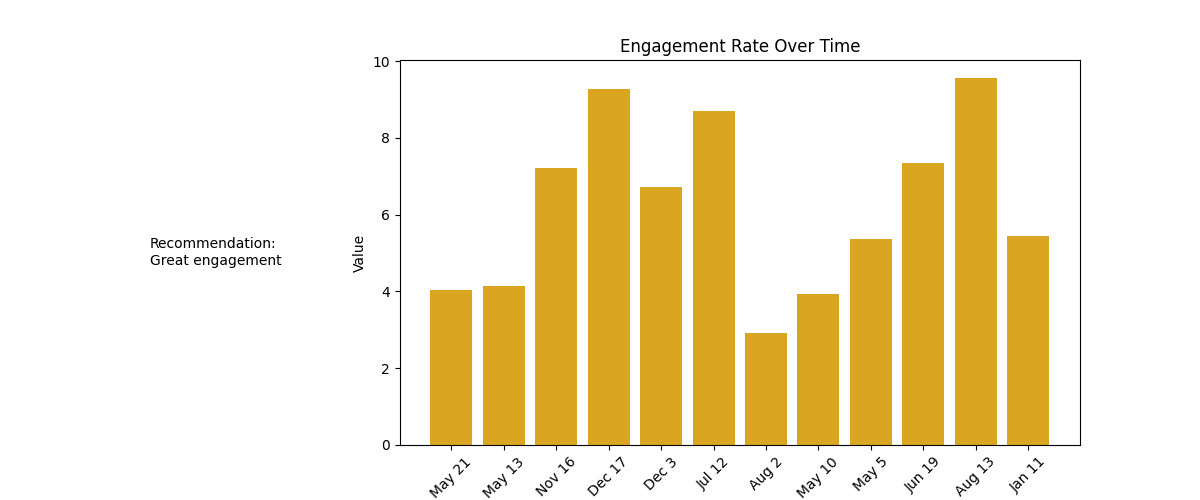 Engagement Rate Over Time
Recommendation:
Great engagement
Value
10
8
6
4
2
0
May 21
May 13
Nov 16
Dec 17
Dec 3
Jul 12
Aug 2
May 10
May 5
Jun 19
Aug 13
Jan 11